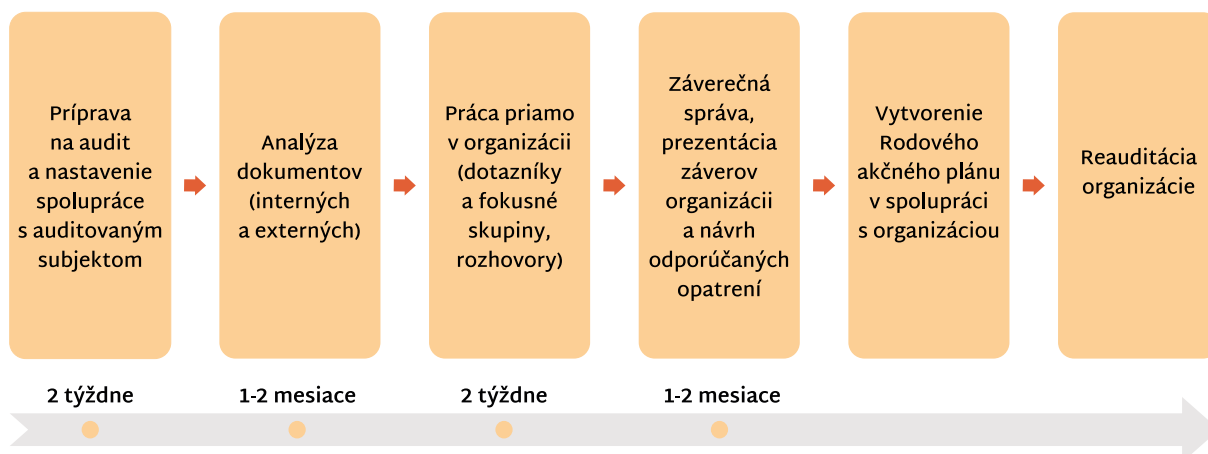 Príprava
na audit
a nastavenie
spolupráce
s auditovaným
subjektom
Analýza
dokumentov
(interných
a externých)
Práca priamo
v organizácii
(dotazníky
a fokusné
skupiny,
rozhovory)
Záverečná
správa,
prezentácia
záverov
organizácii
a návrh
odporúčaných
opatrení
Vytvorenie
Rodového
akčného plánu
v spolupráci
s organizáciou
Reauditácia
organizácie
2 týždne
1-2 mesiace
2 týždne
1-2 mesiace